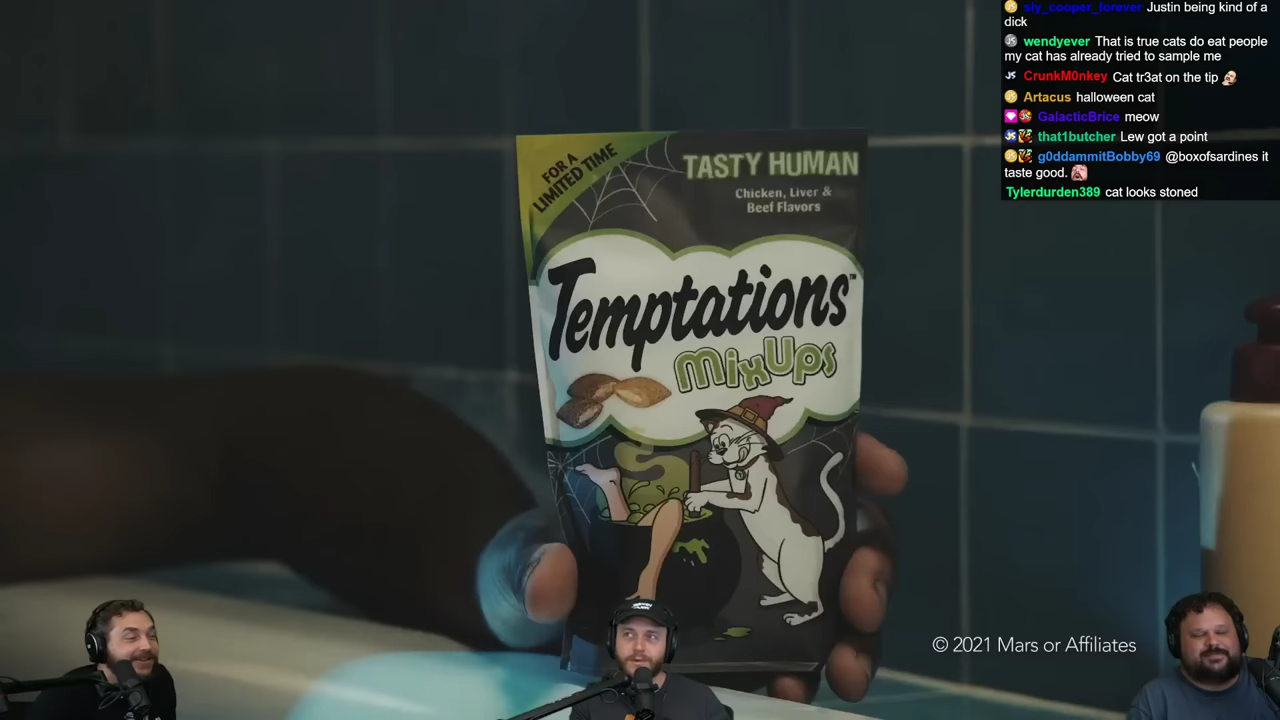 sly_cooper_forever Justin being kind of a
dick
wendyever That is true cats do eat people
my cat has already tried to sample me
CrunkM0nkey Cat tr3at on the tip
Artacus halloween cat
GalacticBrice meow
that1butcher Lew got a point
g0ddammitBobby69 @boxofsardines it
taste good.
Tylerdurden389 cat looks stoned
FOR A
LIMITED TIME
TASTY HUMAN
Chicken, Liver &
Beef Flavors
Temptations™
MixUps
© 2021 Mars or Affiliates